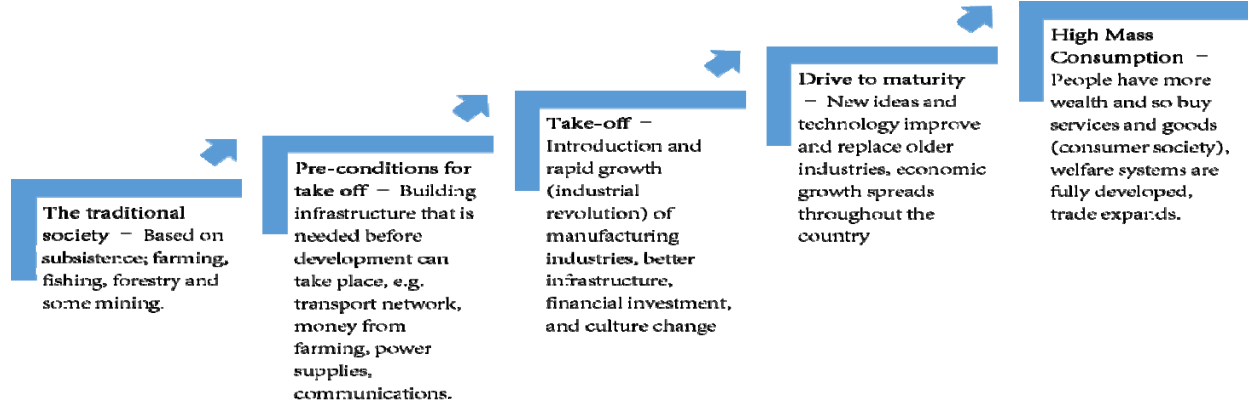 The traditional
society – Based on
subsistence; farming,
fishing, forestry and
some mining.
Pre-conditions for
take off – Building
infrastructure that is
needed before
development can
take place, e.g.
transport network,
money from
farming, power
supplies,
communications.
Take-off –
Introduction and
rapid growth
(industrial
revolution) of
manufacturing
industries, better
infrastructure,
financial investment,
and culture change
Drive to maturity
– New ideas and
technology improve
and replace older
industries, economic
growth spreads
throughout the
country
High Mass
Consumption –
People have more
wealth and so buy
services and goods
(consumer society),
welfare systems are
fully developed,
trade expands.